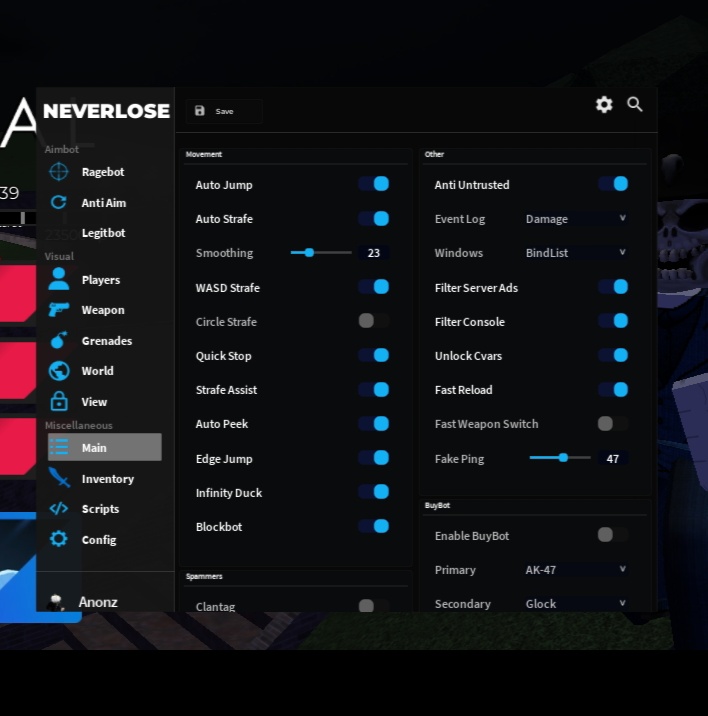 NEVERLOSE
Save
Aimbot
Ragebot
Anti Aim
Legitbot
Visual
Players
Weapon
Grenades
World
View
Miscellaneous
Main
Inventory
Scripts
Config
Anonz
Movement
Auto Jump
Auto Strafe
Smoothing 23
WASD Strafe
Circle Strafe
Quick Stop
Strafe Assist
Auto Peek
Edge Jump
Infinity Duck
Blockbot
Spammers
Clantag
Other
Anti Untrusted
Event Log Damage
Windows BindList
Filter Server Ads
Filter Console
Unlock Cvars
Fast Reload
Fast Weapon Switch
Fake Ping 47
BuyBot
Enable BuyBot
Primary AK-47
Secondary Glock
A
39